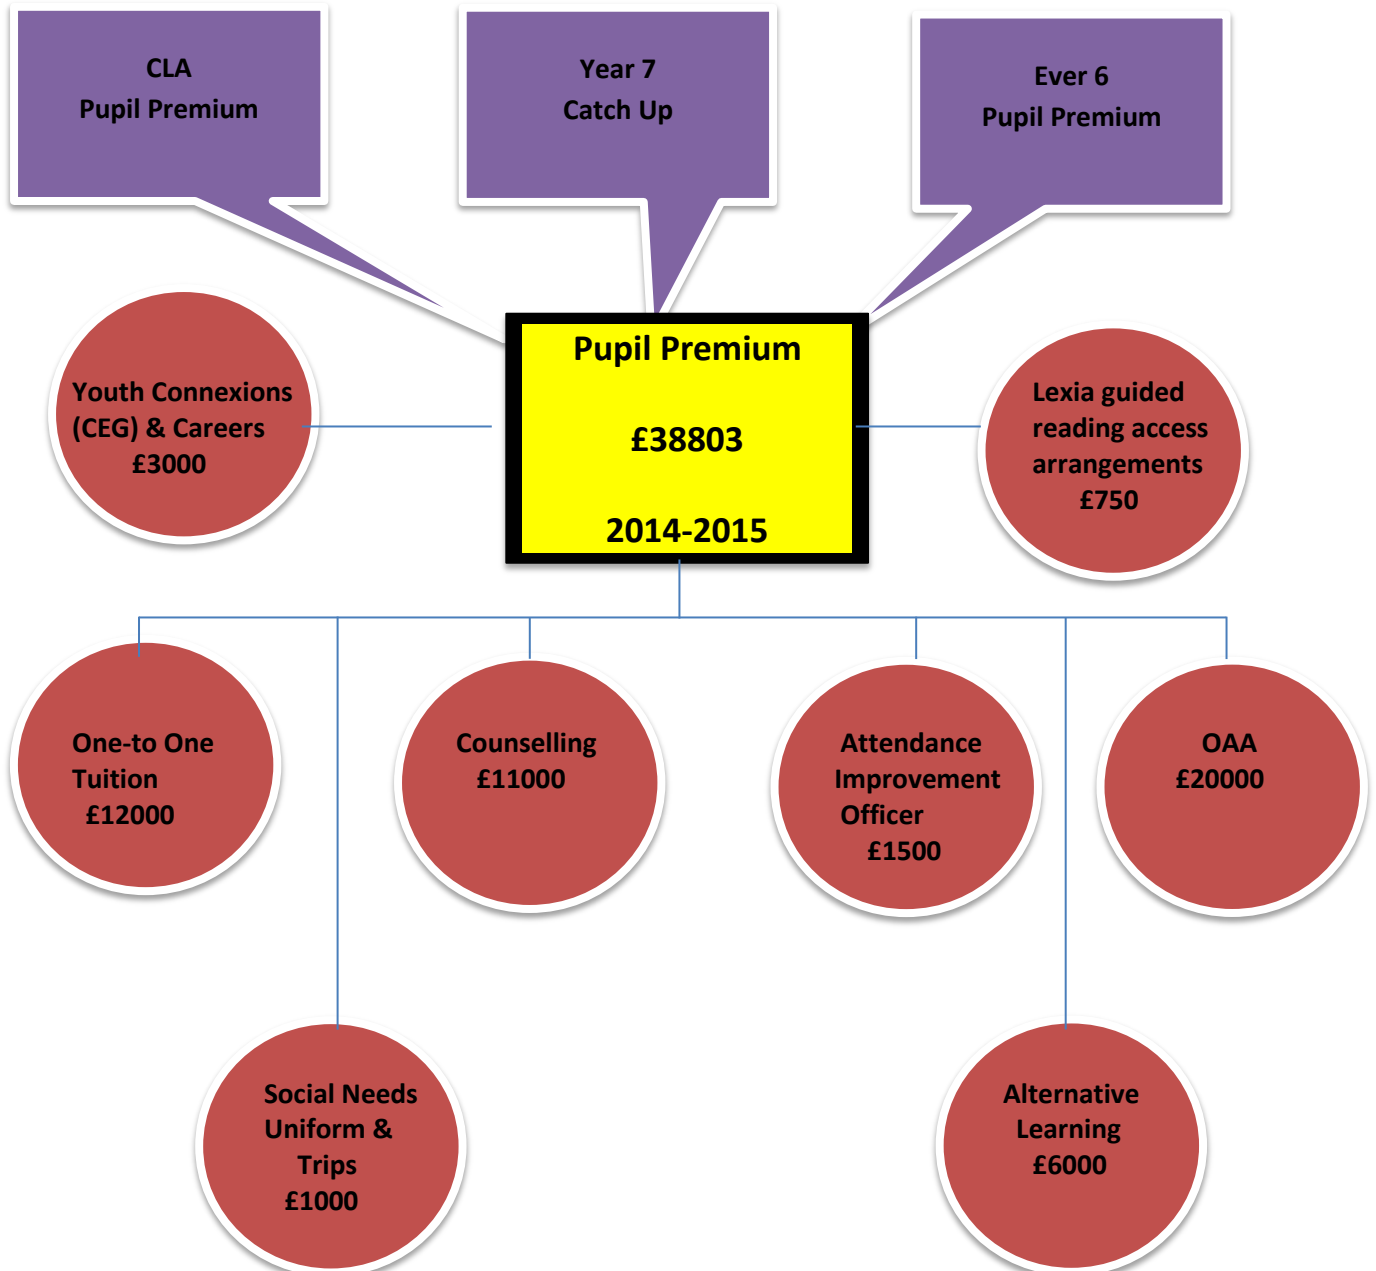 CLA
Pupil Premium
Year 7
Catch Up
Ever 6
Pupil Premium
Pupil Premium
£38803
2014-2015
Youth Connexions
(CEG) & Careers
£3000
Lexia guided
reading access
arrangements
£750
One-to One
Tuition
£12000
Counselling
£11000
Attendance
Improvement
Officer
£1500
OAA
£20000
Social Needs
Uniform &
Trips
£1000
Alternative
Learning
£6000